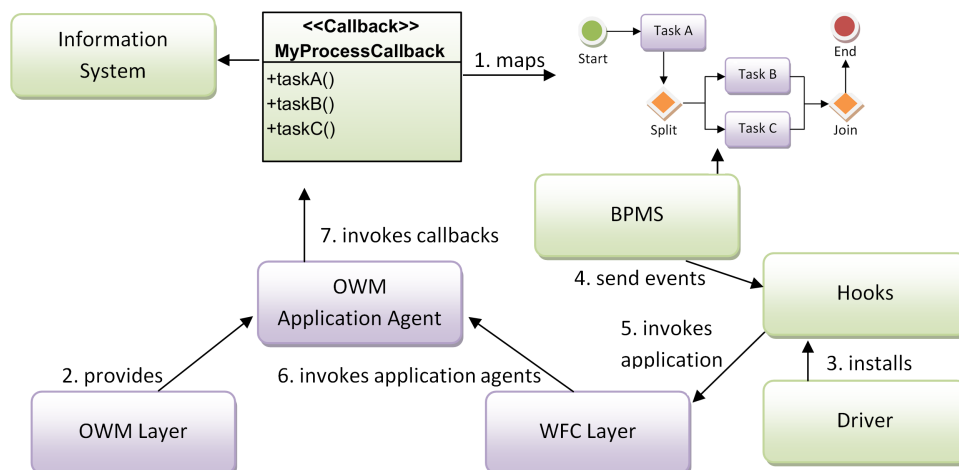 Information
System
<<Callback>>
MyProcessCallback
+taskA()
+taskB()
+taskC()
1. maps
Start
Task A
Split
Task B
Task C
End
Join
BPMS
7. invokes callbacks
4. send events
OWM
Application Agent
Hooks
5. invokes
application
2. provides
6. invokes application agents
3. installs
OWM Layer
WFC Layer
Driver